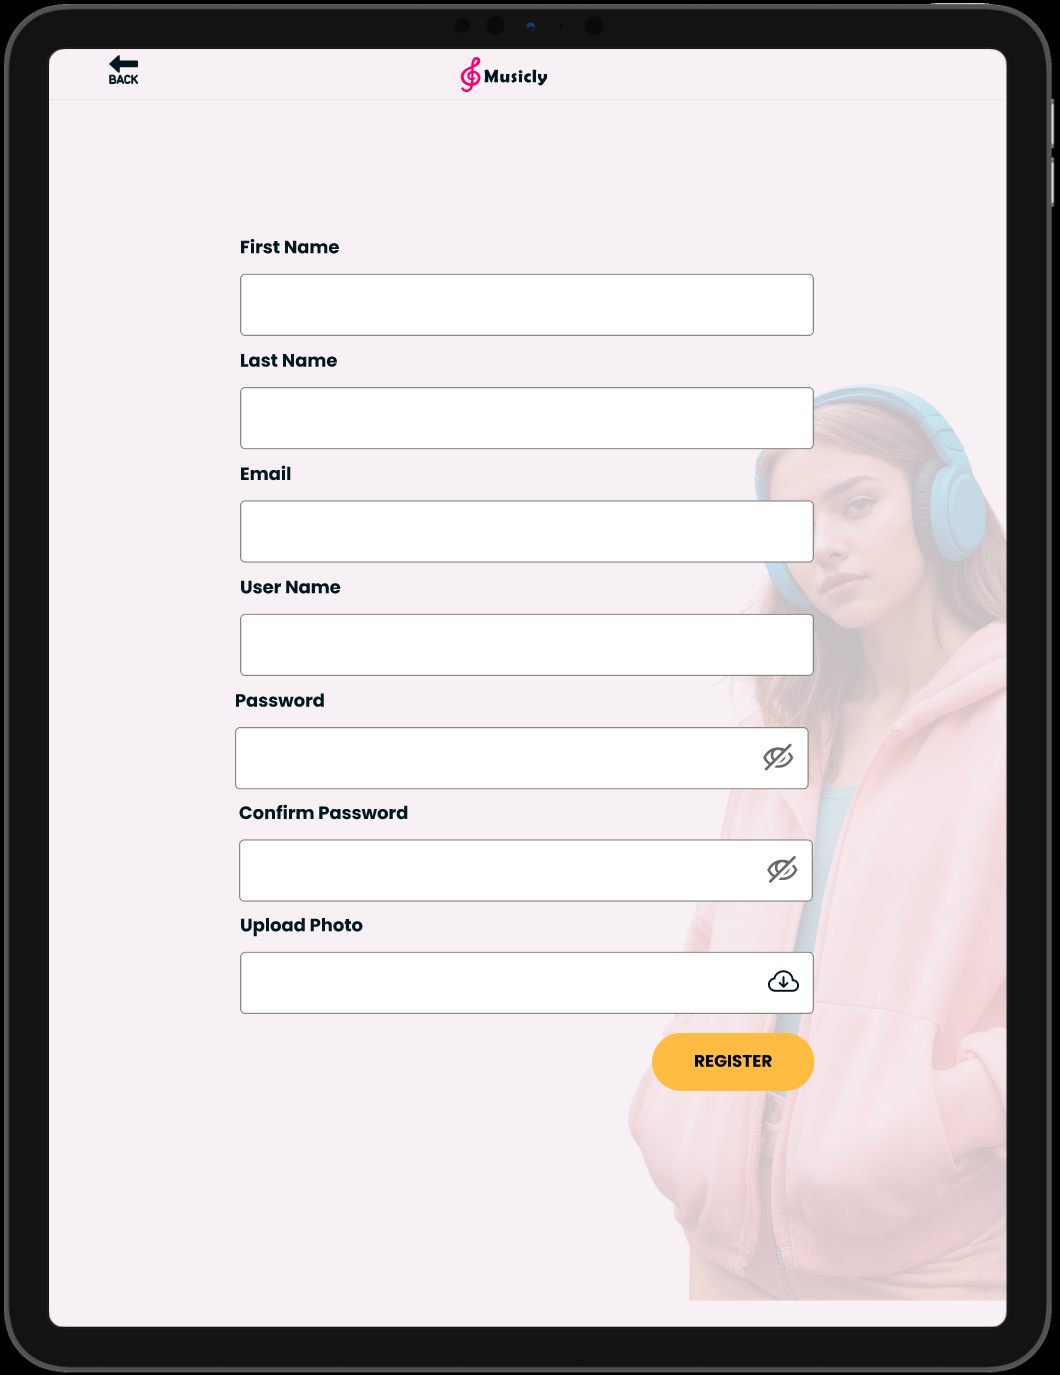 BACK
Musicly
First Name
Last Name
Email
User Name
Password
Confirm Password
Upload Photo
REGISTER